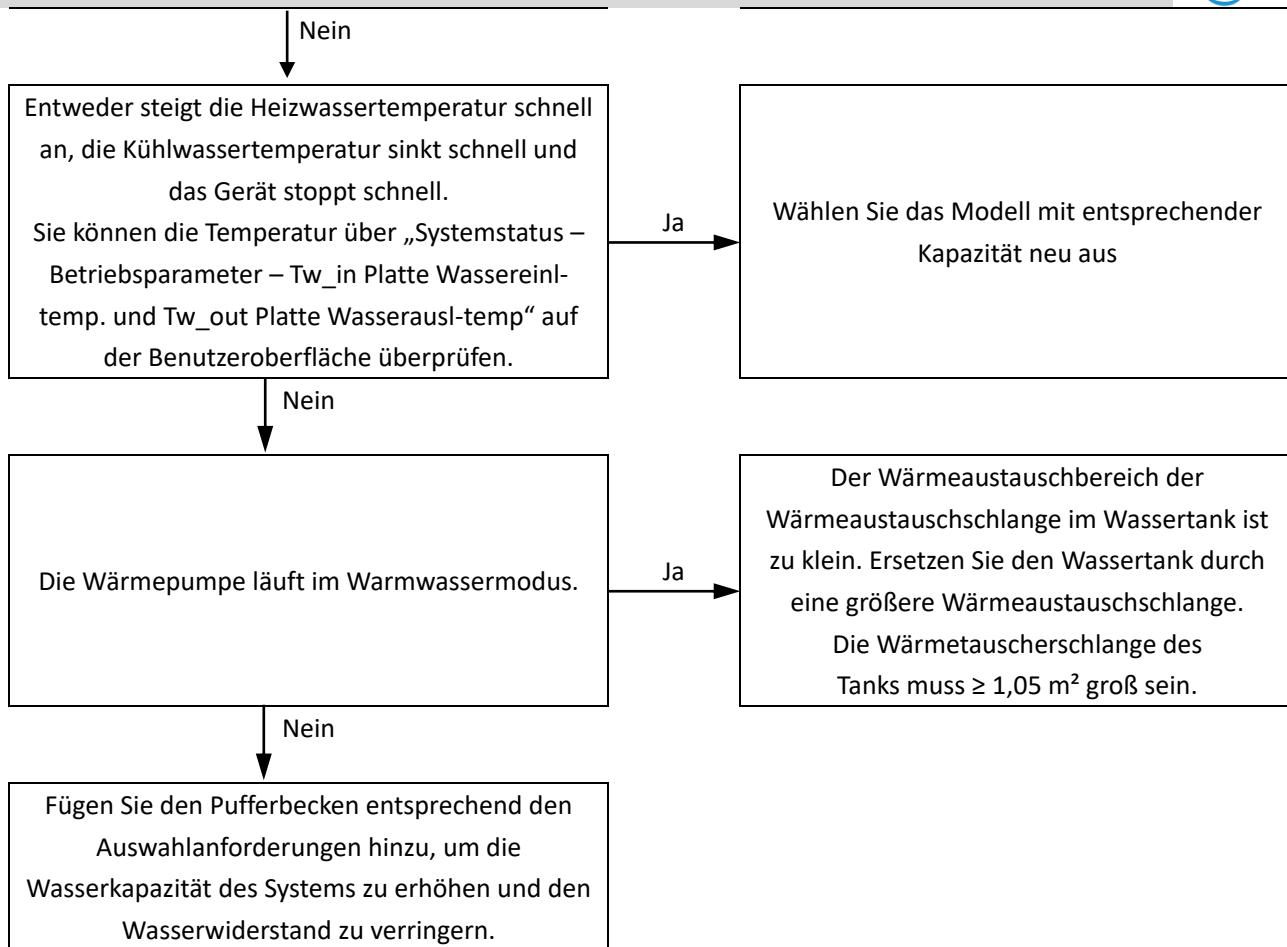 Nein
Entweder steigt die Heizwassertemperatur schnell
an, die Kühlwassertemperatur sinkt schnell und
das Gerät stoppt schnell.
Sie können die Temperatur über „Systemstatus –
Betriebsparameter – Tw_in Platte Wassereinl-
temp. und Tw_out Platte Wasserausl-temp“ auf
der Benutzeroberfläche überprüfen.
Ja
Wählen Sie das Modell mit entsprechender
Kapazität neu aus
Nein
Die Wärmepumpe läuft im Warmwassermodus.
Ja
Der Wärmeaustauschbereich der
Wärmeaustauschschlange im Wassertank ist
zu klein. Ersetzen Sie den Wassertank durch
eine größere Wärmeaustauschschlange.
Die Wärmetauscherschlange des
Tanks muss ≥ 1,05 m² groß sein.
Nein
Fügen Sie den Pufferbecken entsprechend den
Auswahlanforderungen hinzu, um die
Wasserkapazität des Systems zu erhöhen und den
Wasserwiderstand zu verringern.